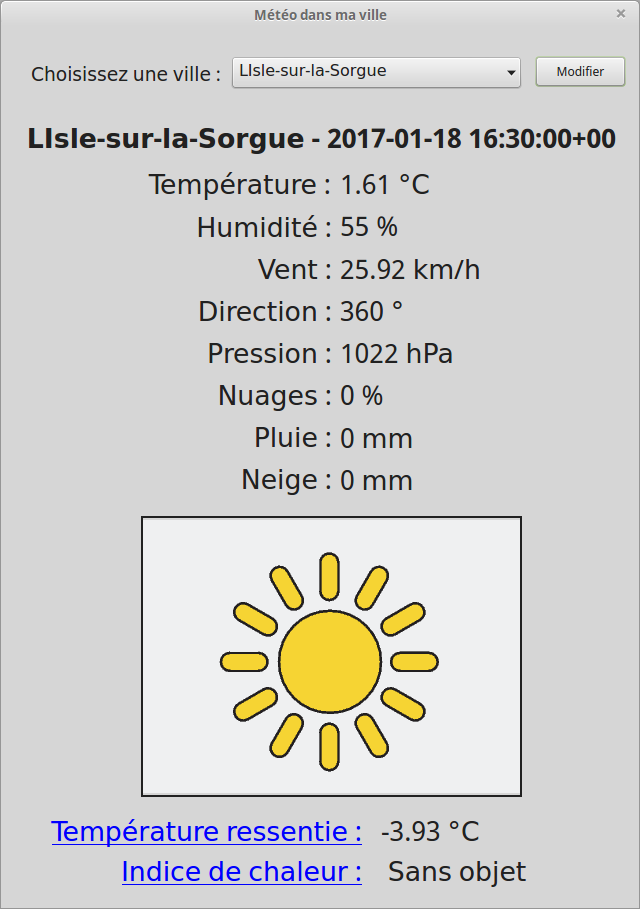 Météo dans ma ville
Choisissez une ville : LIsle-sur-la-Sorgue Modifier
LIsle-sur-la-Sorgue - 2017-01-18 16:30:00+00
Température : 1.61 °C
Humidité : 55 %
Vent : 25.92 km/h
Direction : 360 °
Pression : 1022 hPa
Nuages : 0 %
Pluie : 0 mm
Neige : 0 mm
Température ressentie : -3.93 °C
Indice de chaleur : Sans objet